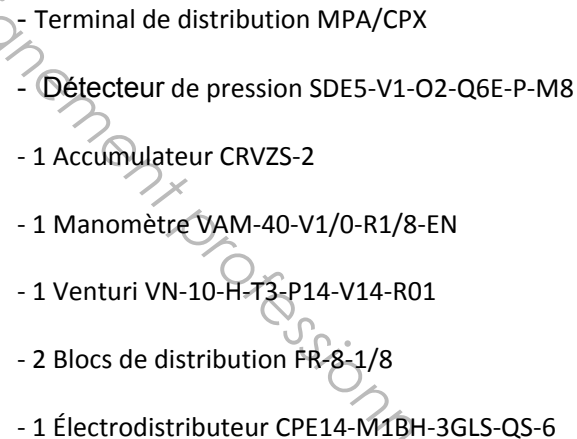 - Terminal de distribution MPA/CPX
- Détecteur de pression SDE5-V1-O2-Q6E-P-M8
- 1 Accumulateur CRVZS-2
- 1 Manomètre VAM-40-V1/0-R1/8-EN
- 1 Venturi VN-10-H-T3-P14-V14-R01
- 2 Blocs de distribution FR-8-1/8
- 1 Électrodistributeur CPE14-M1BH-3GLS-QS-6